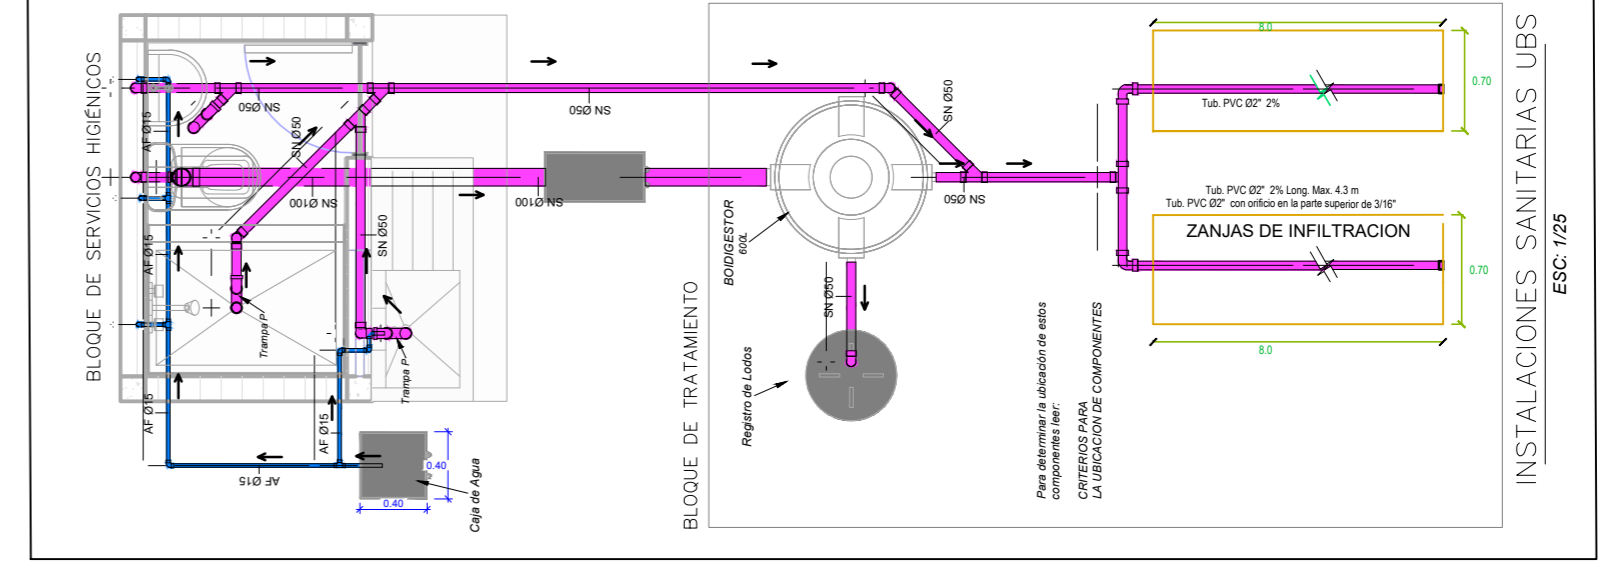 BLOQUE DE SERVICIOS HIGIÉNICOS
AF Ø15
AF Ø15
AF Ø15
AF Ø15
AF Ø15
SN Ø50
SN Ø50
SN Ø50
SN Ø100
SN Ø50
Trampa P.
Trampa P.
Caja de Agua
0.40
0.40
SN Ø100
BLOQUE DE TRATAMIENTO
BOIDIGESTOR
600L
SN Ø50
Registro de Lodos
SN Ø50
SN Ø50
Para determinar la ubicación de estos
componentes leer:
CRITERIOS PARA
LA UBICACION DE COMPONENTES
8.0
0.70
Tub. PVC Ø2" 2%
Tub. PVC Ø2" 2% Long. Max. 4.3 m
Tub. PVC Ø2" con orificio en la parte superior de 3/16"
ZANJAS DE INFILTRACION
0.70
8.0
INSTALACIONES SANITARIAS UBS
ESC: 1/25